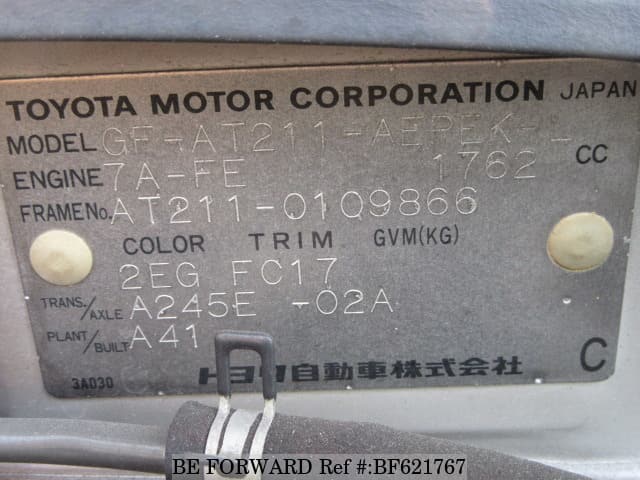 TOYOTA MOTOR CORPORATION JAPAN
MODEL GF-AT211-AEPEK-L
ENGINE 7A-FE 1762 CC
FRAME No. AT211-0109866
COLOR TRIM GVM(KG)
2EG FC17
TRANS./AXLE A245E -02A
PLANT/BUILT A41
トヨタ自動車株式会社 C
3A030
BE FORWARD Ref #:BF621767